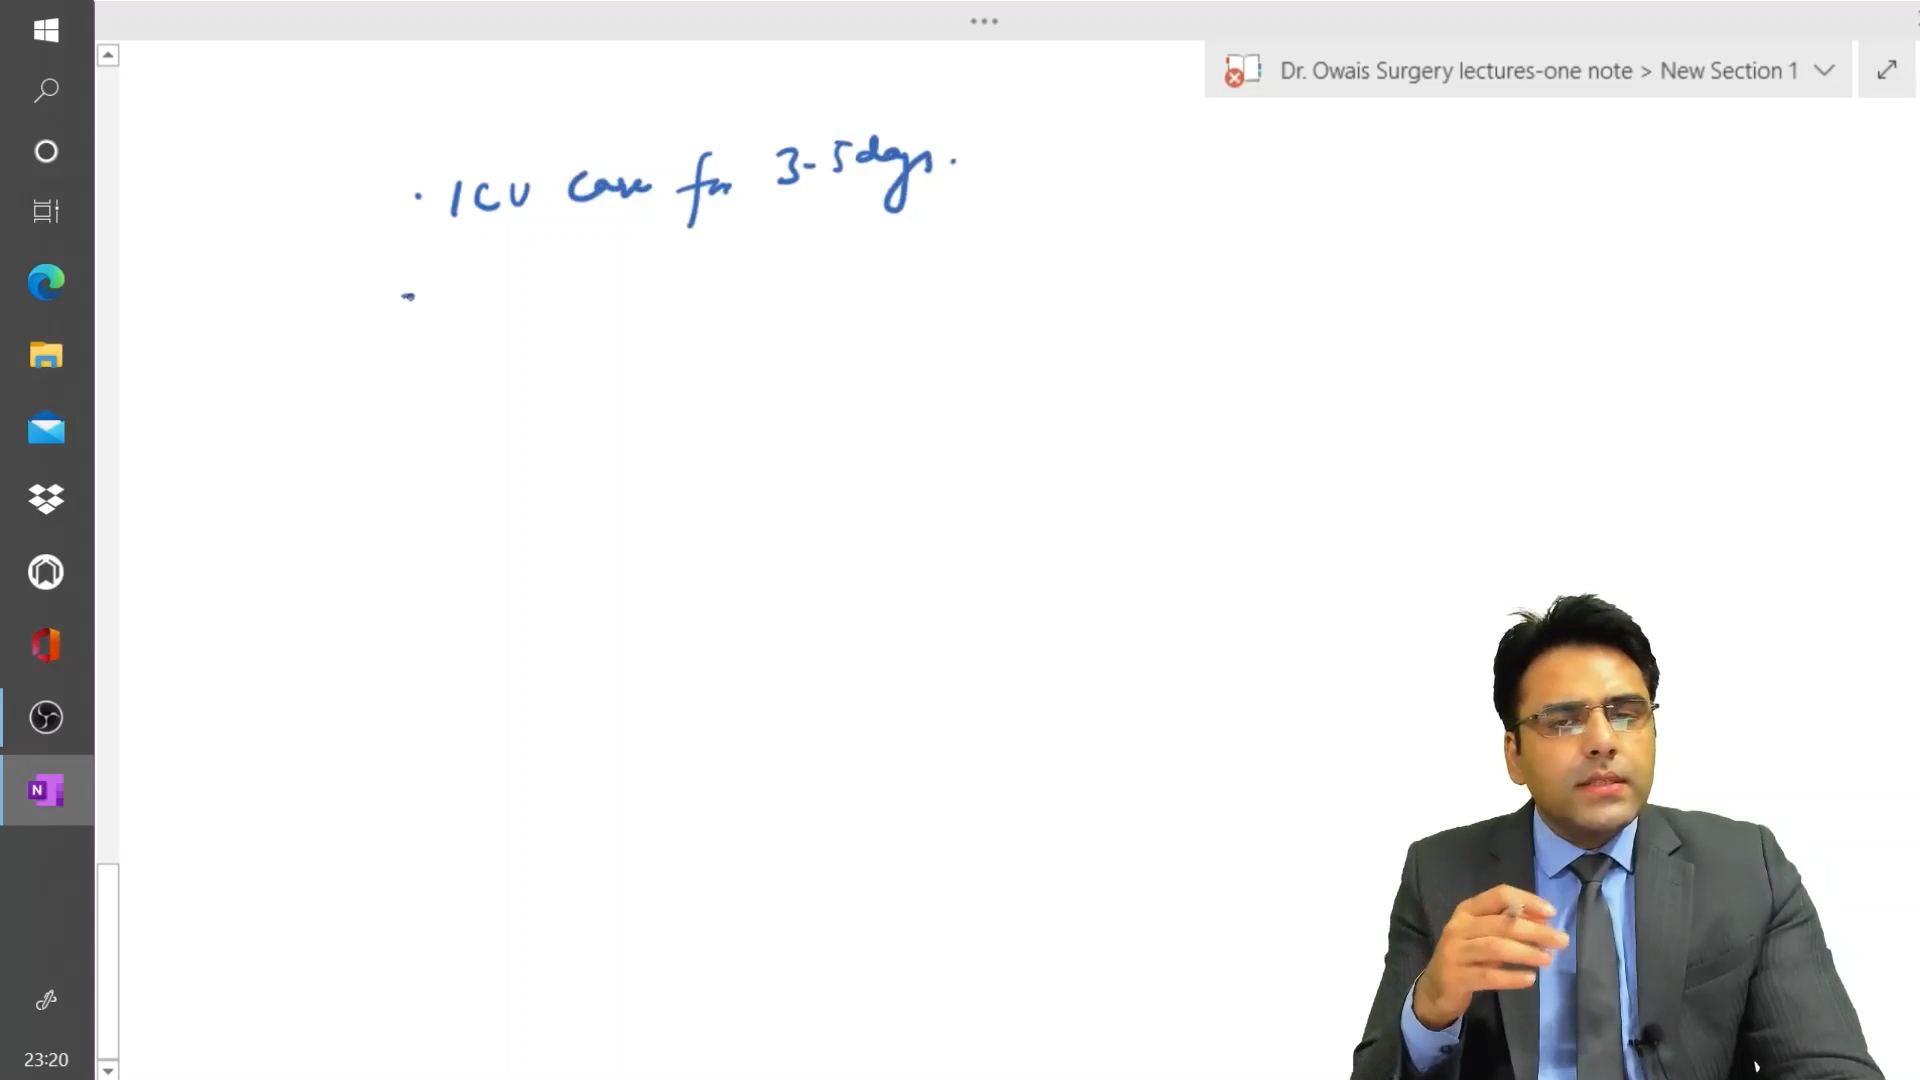 Dr. Owais Surgery lectures-one note > New Section 1
· ICU Care for 3-5 days.
N
23:20